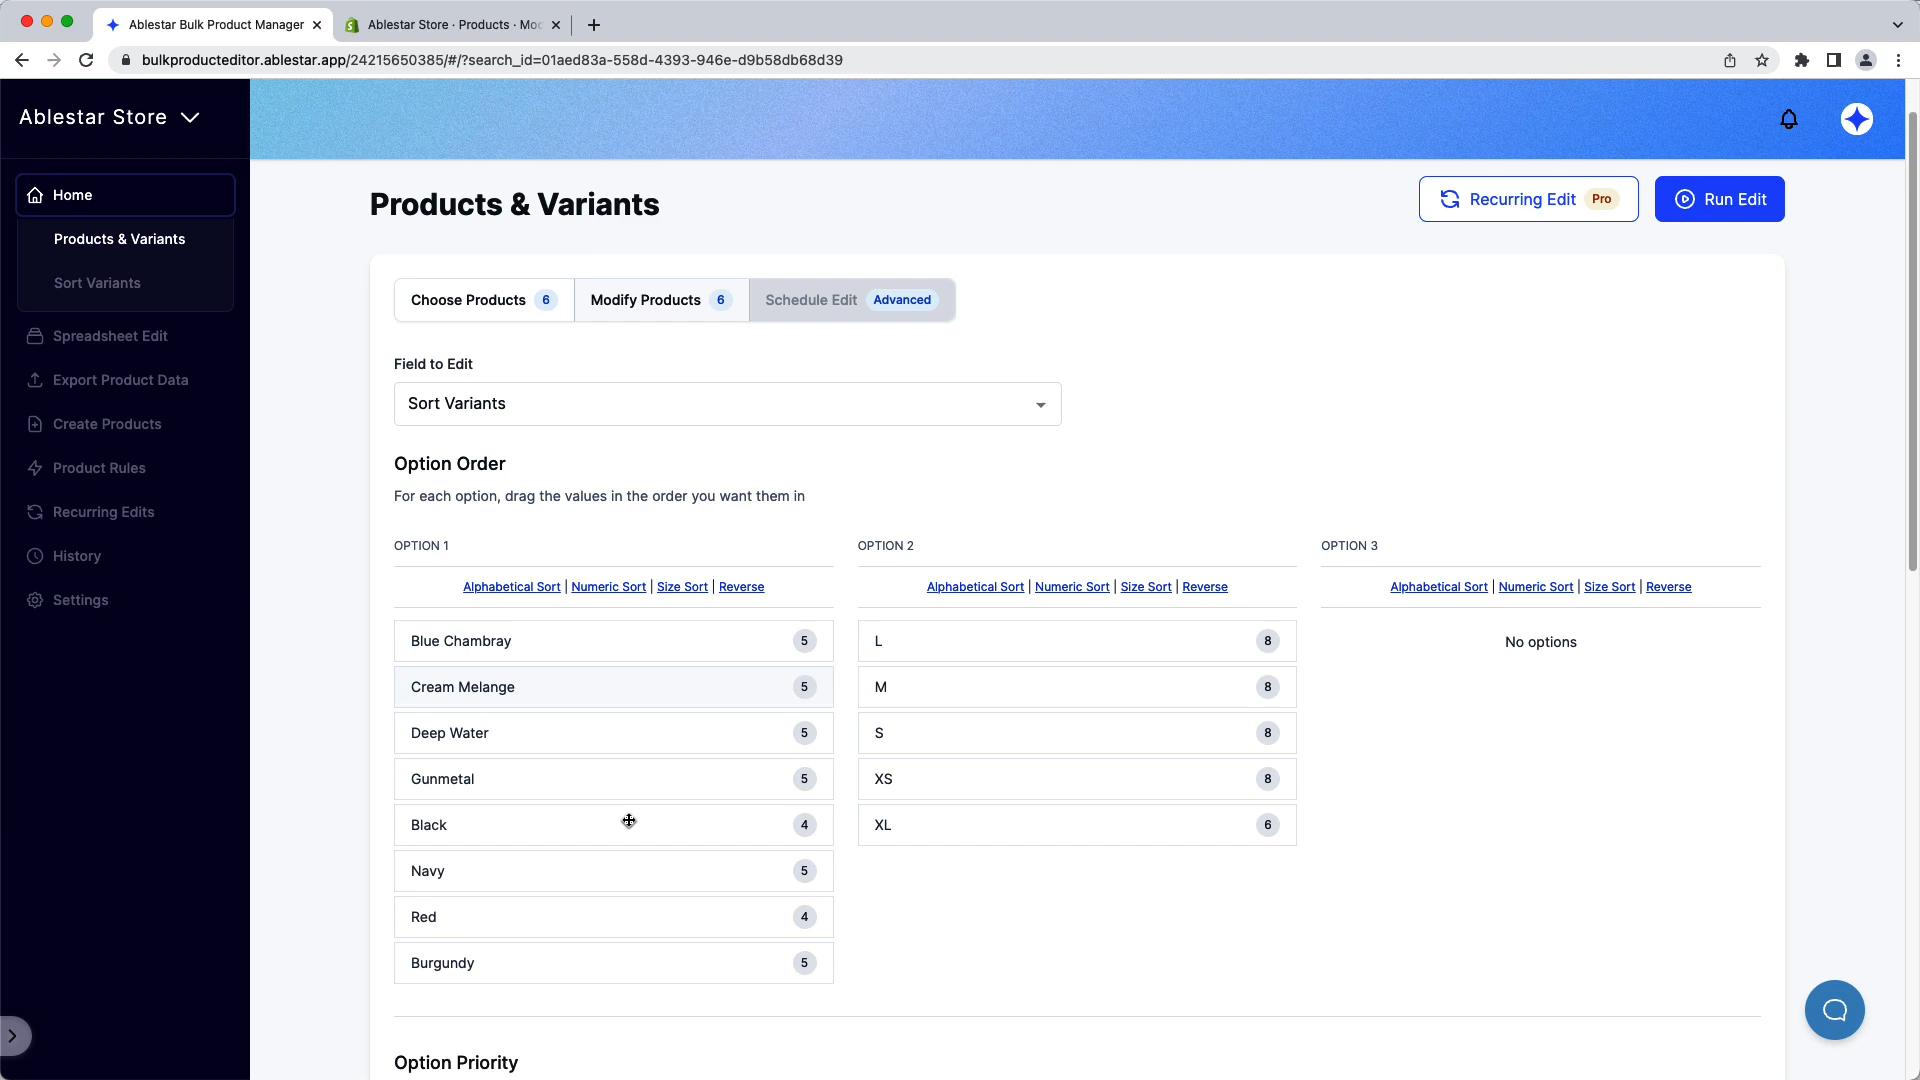 Ablestar Bulk Product Manager
Ablestar Store · Products · Moc
bulkproducteditor.ablestar.app/24215650385/#/?search_id=01aed83a-558d-4393-946e-d9b58db68d39
Ablestar Store
Home
Products & Variants
Sort Variants
Spreadsheet Edit
Export Product Data
Create Products
Product Rules
Recurring Edits
History
Settings
Products & Variants
Recurring Edit Pro
Run Edit
Choose Products 6
Modify Products 6
Schedule Edit Advanced
Field to Edit
Sort Variants
Option Order
For each option, drag the values in the order you want them in
OPTION 1
Alphabetical Sort | Numeric Sort | Size Sort | Reverse
Blue Chambray 5
Cream Melange 5
Deep Water 5
Gunmetal 5
Black 4
Navy 5
Red 4
Burgundy 5
OPTION 2
Alphabetical Sort | Numeric Sort | Size Sort | Reverse
L 8
M 8
S 8
XS 8
XL 6
OPTION 3
Alphabetical Sort | Numeric Sort | Size Sort | Reverse
No options
Option Priority